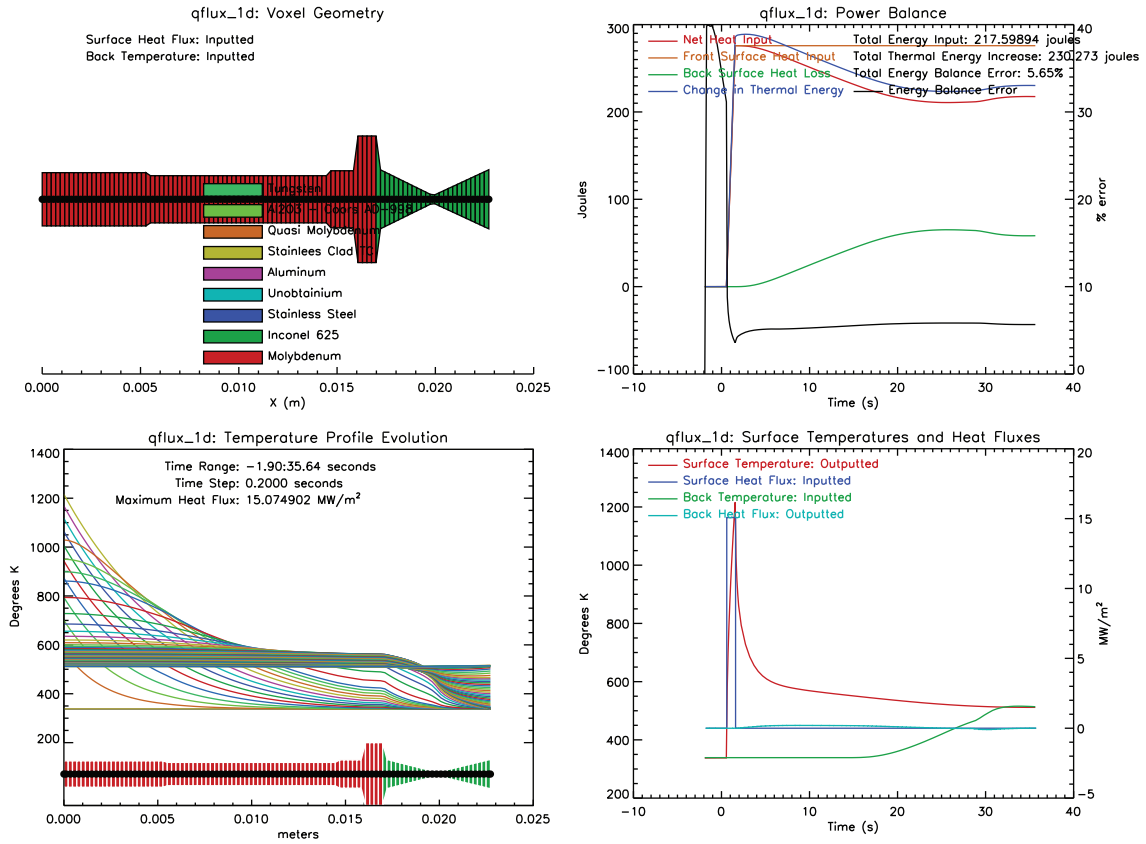 qflux_1d: Voxel Geometry
Surface Heat Flux: Inputted
Back Temperature: Inputted
Tungsten
Al203 - Coors AD-998
Quasi Molybdenum
Stainlees Clad TC
Aluminum
Unobtainium
Stainless Steel
Inconel 625
Molybdenum
0.000 0.005 0.010 0.015 0.020 0.025
X (m)
qflux_1d: Power Balance
Net Heat Input
Front Surface Heat Input
Back Surface Heat Loss
Change in Thermal Energy
Total Energy Input: 217.59894 joules
Total Thermal Energy Increase: 230.273 joules
Total Energy Balance Error: 5.65%
Energy Balance Error
300
200
100
0
-100
Joules
40
30
20
10
0
% error
-10 0 10 20 30 40
Time (s)
qflux_1d: Temperature Profile Evolution
Time Range: -1.90:35.64 seconds
Time Step: 0.2000 seconds
Maximum Heat Flux: 15.074902 MW/m²
1400
1200
1000
800
600
400
200
Degrees K
0.000 0.005 0.010 0.015 0.020 0.025
meters
qflux_1d: Surface Temperatures and Heat Fluxes
Surface Temperature: Outputted
Surface Heat Flux: Inputted
Back Temperature: Inputted
Back Heat Flux: Outputted
1400
1200
1000
800
600
400
200
Degrees K
20
15
10
5
0
-5
MW/m²
-10 0 10 20 30 40
Time (s)